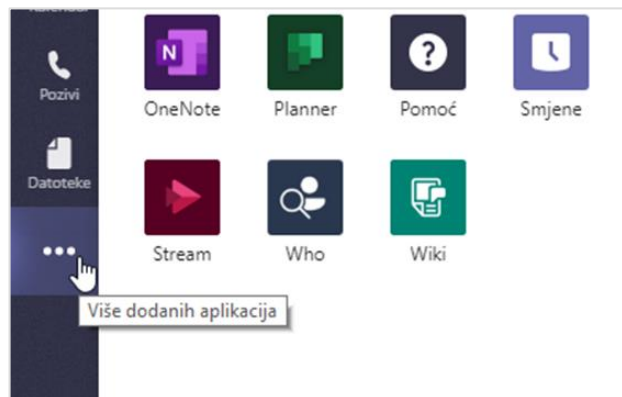 Pozivi
Datoteke
OneNote
Planner
Pomoć
Smjene
Stream
Who
Wiki
Više dodanih aplikacija